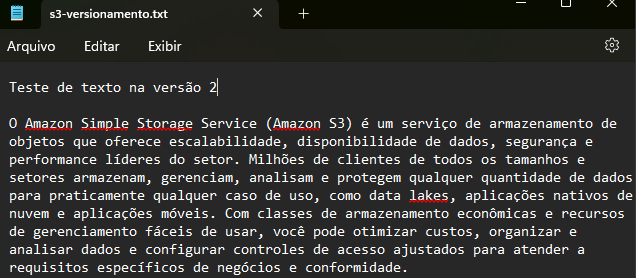 s3-versionamento.txt
Arquivo Editar Exibir
Teste de texto na versão 2
O Amazon Simple Storage Service (Amazon S3) é um serviço de armazenamento de
objetos que oferece escalabilidade, disponibilidade de dados, segurança e
performance líderes do setor. Milhões de clientes de todos os tamanhos e
setores armazenam, gerenciam, analisam e protegem qualquer quantidade de dados
para praticamente qualquer caso de uso, como data lakes, aplicações nativos de
nuvem e aplicações móveis. Com classes de armazenamento econômicas e recursos
de gerenciamento fáceis de usar, você pode otimizar custos, organizar e
analisar dados e configurar controles de acesso ajustados para atender a
requisitos específicos de negócios e conformidade.